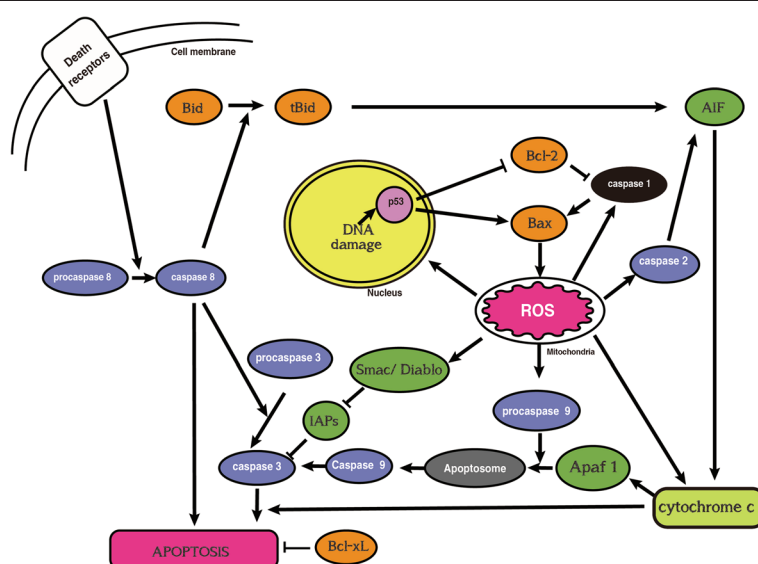 Death
receptors
Cell membrane
Bid
tBid
AIF
Bcl-2
caspase 1
p53
DNA
damage
Bax
Nucleus
caspase 2
procaspase 8
caspase 8
ROS
Mitochondria
procaspase 3
Smac/ Diablo
IAPs
procaspase 9
caspase 3
Caspase 9
Apoptosome
Apaf 1
cytochrome c
APOPTOSIS
Bcl-xL